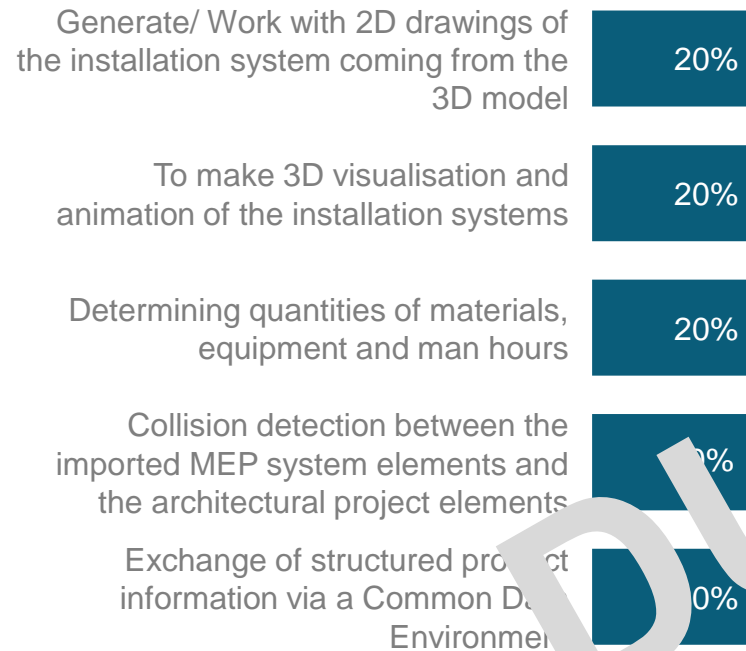 Generate/ Work with 2D drawings of
the installation system coming from the
3D model
20%
To make 3D visualisation and
animation of the installation systems
20%
Determining quantities of materials,
equipment and man hours
20%
Collision detection between the
imported MEP system elements and
the architectural project elements
Exchange of structured
information via a Common